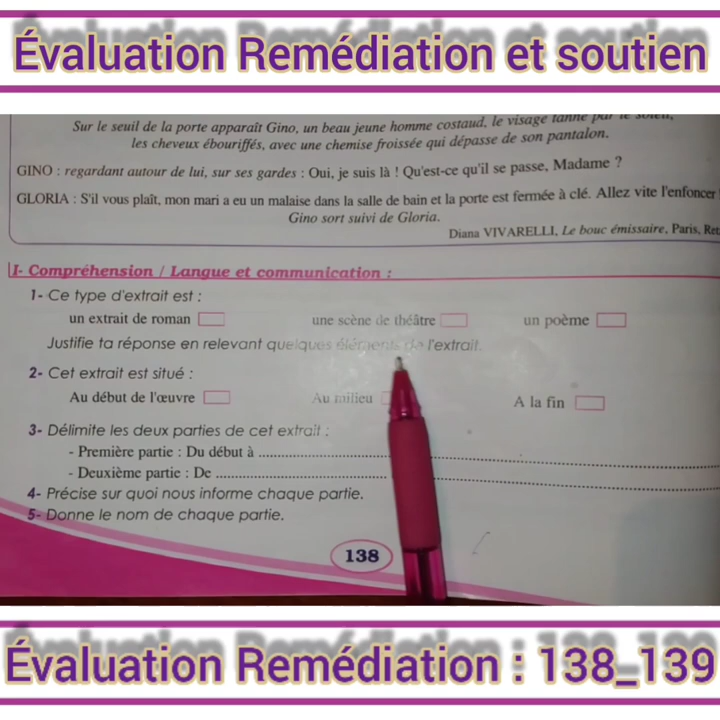 Évaluation Remédiation et soutien
Sur le seuil de la porte apparaît Gino, un beau jeune homme costaud, le visage tanné par le soleil,
les cheveux ébouriffés, avec une chemise froissée qui dépasse de son pantalon.
GINO : regardant autour de lui, sur ses gardes : Oui, je suis là ! Qu'est-ce qu'il se passe, Madame ?
GLORIA : S'il vous plaît, mon mari a eu un malaise dans la salle de bain et la porte est fermée à clé. Allez vite l'enfoncer
Gino sort suivi de Gloria.
Diana VIVARELLI, Le bouc émissaire, Paris,
I- Compréhension / Langue et communication :
1- Ce type d'extrait est :
un extrait de roman une scène de théâtre un poème
Justifie ta réponse en relevant quelques éléments de l'extrait.
2- Cet extrait est situé :
Au début de l'œuvre Au milieu A la fin
3- Délimite les deux parties de cet extrait :
- Première partie : Du début à ........................................
- Deuxième partie : De ........................................
4- Précise sur quoi nous informe chaque partie.
5- Donne le nom de chaque partie.
138
Évaluation Remédiation : 138_139